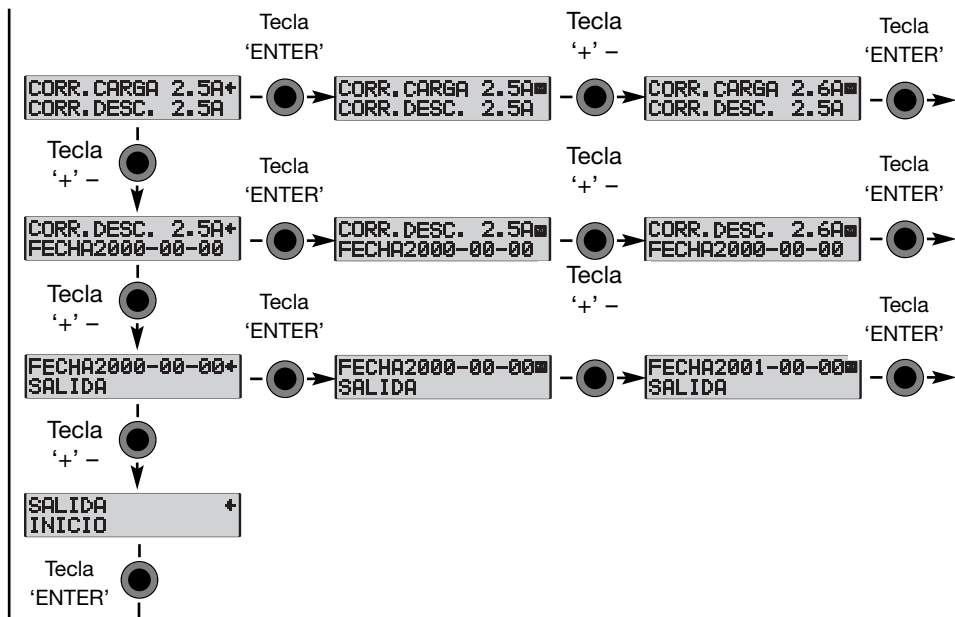 Tecla
'ENTER'
Tecla
‘+’ –
Tecla
'ENTER'
CORR.CARGA 2.5A←
CORR.DESC. 2.5A
CORR.CARGA 2.5A
CORR.DESC. 2.5A
CORR.CARGA 2.6A
CORR.DESC. 2.5A
Tecla
‘+’ –
Tecla
'ENTER'
Tecla
‘+’ –
Tecla
'ENTER'
CORR.DESC. 2.5A←
FECHA2000-00-00
CORR.DESC. 2.5A
FECHA2000-00-00
CORR.DESC. 2.6A
FECHA2000-00-00
Tecla
‘+’ –
Tecla
'ENTER'
Tecla
‘+’ –
Tecla
'ENTER'
FECHA2000-00-00←
SALIDA
FECHA2000-00-00
SALIDA
FECHA2001-00-00
SALIDA
Tecla
‘+’ –
SALIDA ←
INICIO
Tecla
'ENTER'